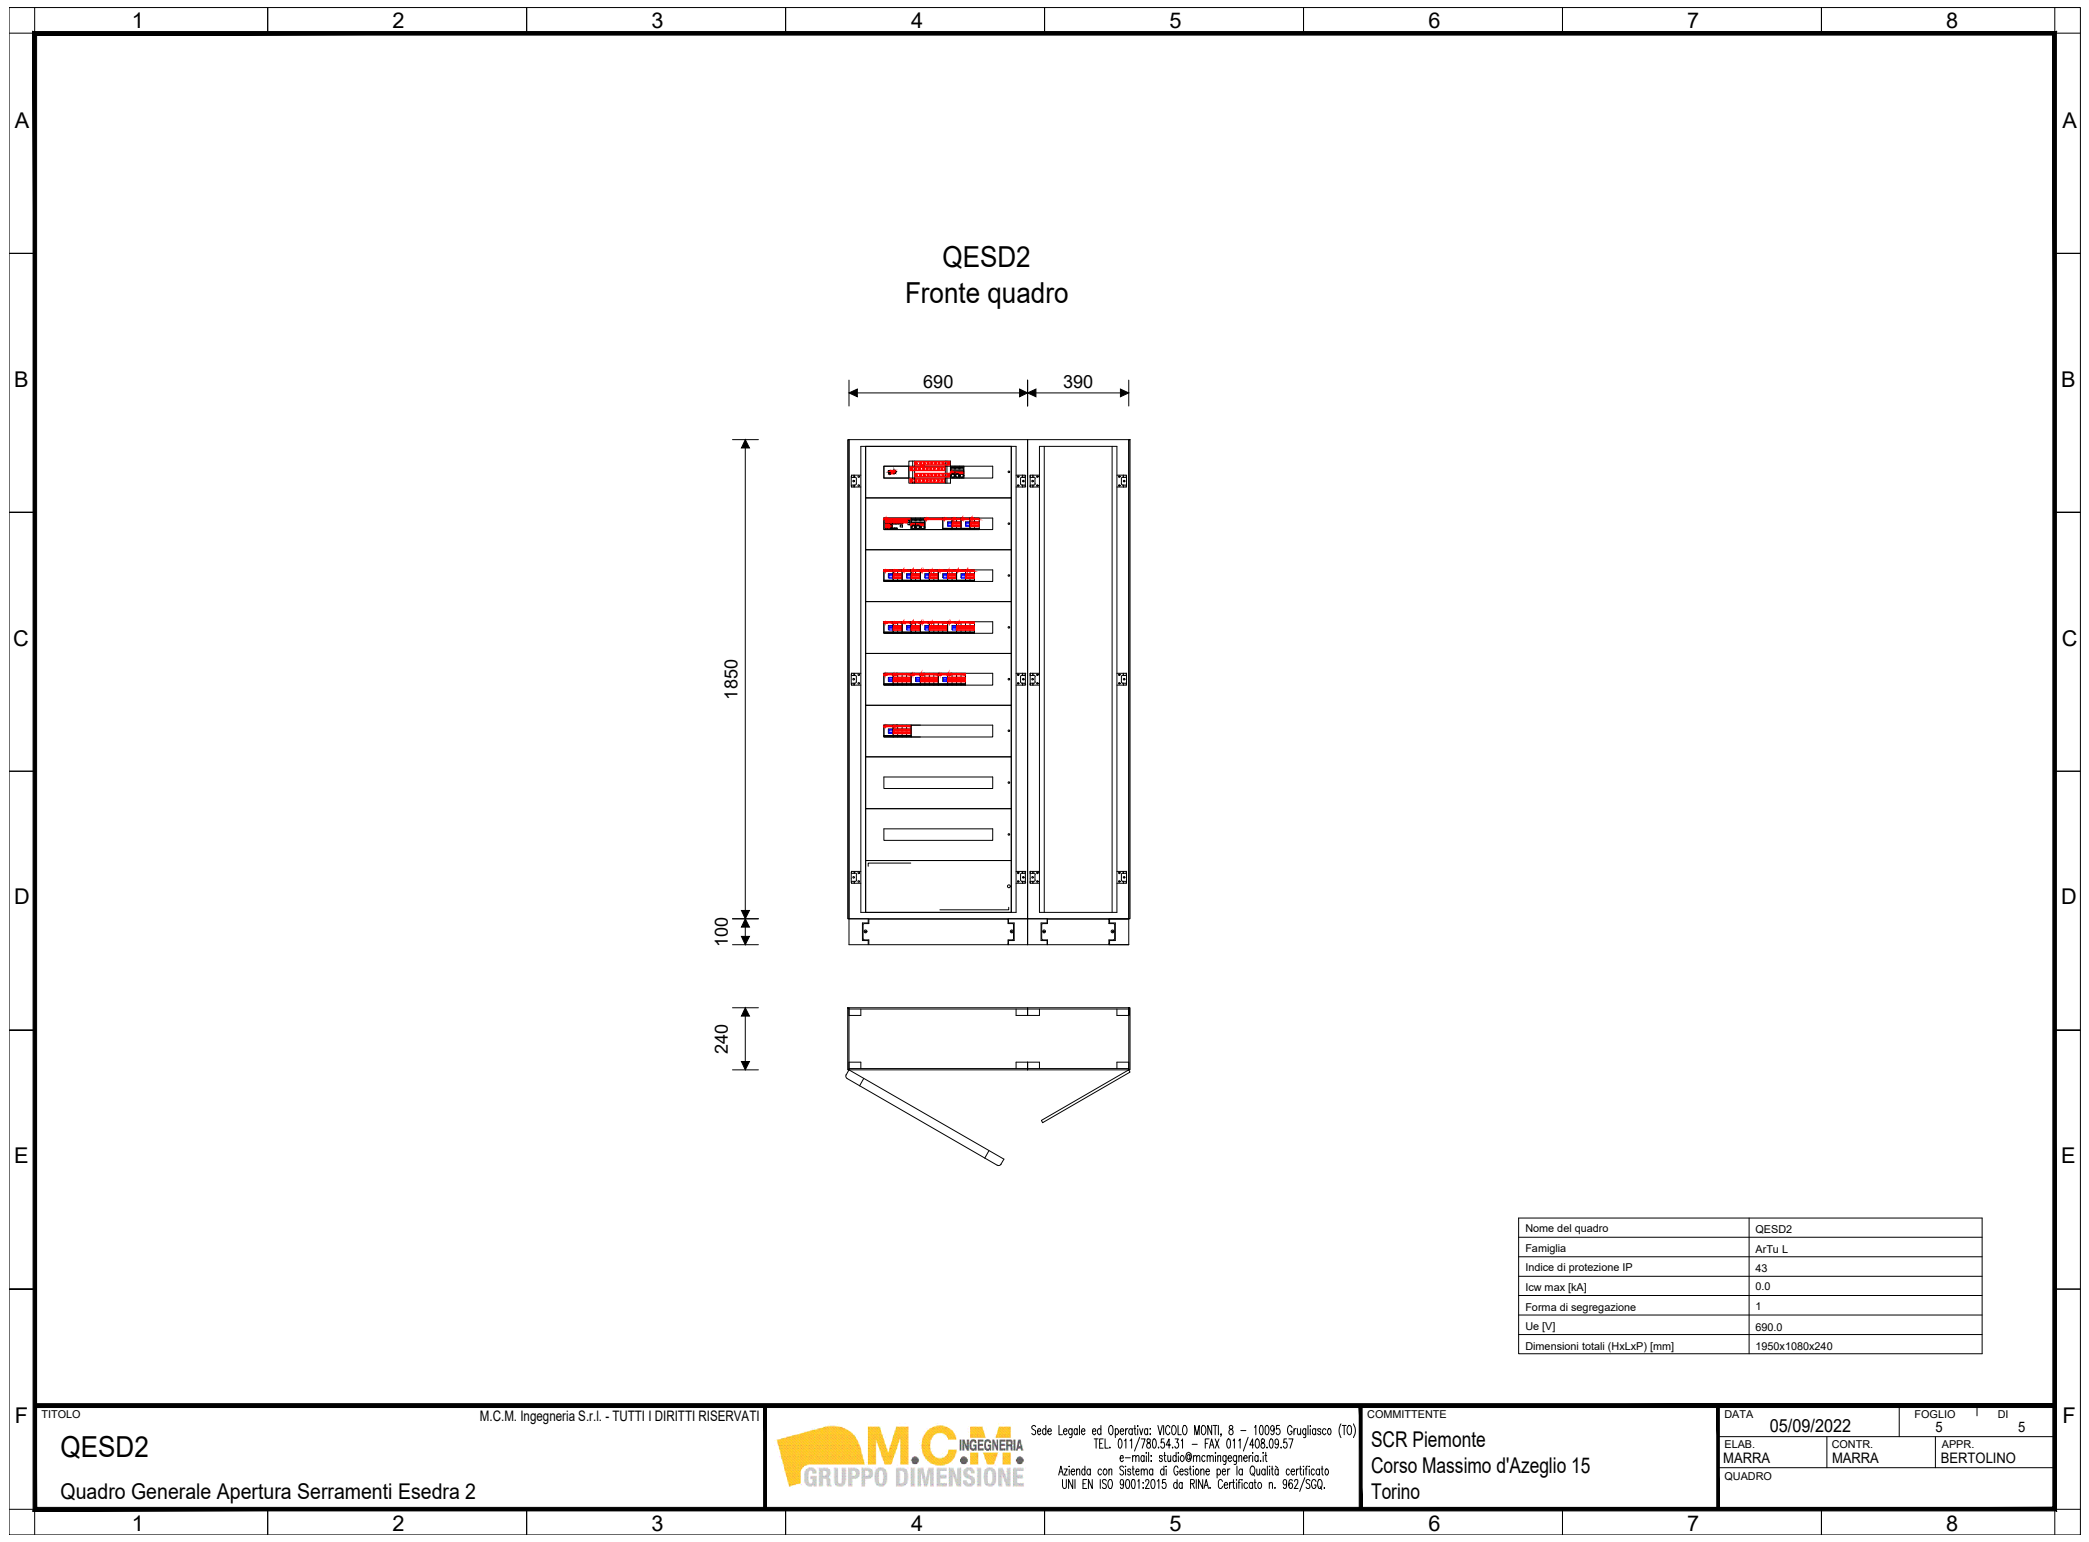 1 2 3 4 5 6 7 8
A A
B B
C C
D D
E E
F F
QESD2
Fronte quadro
690 390
1850
100
240
Nome del quadro QESD2
Famiglia ArTu L
Indice di protezione IP 43
Icw max [kA] 0.0
Forma di segregazione 1
Ue [V] 690.0
Dimensioni totali (HxLxP) [mm] 1950x1080x240
TITOLO M.C.M. Ingegneria S.r.l. - TUTTI I DIRITTI RISERVATI
QESD2
Quadro Generale Apertura Serramenti Esedra 2
M.C.M. INGEGNERIA
GRUPPO DIMENSIONE
Sede Legale ed Operativa: VICOLO MONTI, 8 - 10095 Grugliasco (TO)
TEL. 011/780.54.31 - FAX 011/408.09.57
e-mail: studio@mcmingegneria.it
Azienda con Sistema di Gestione per la Qualità certificato
UNI EN ISO 9001:2015 da RINA. Certificato n. 962/SGQ.
COMMITTENTE
SCR Piemonte
Corso Massimo d'Azeglio 15
Torino
DATA 05/09/2022
FOGLIO 5 DI 5
ELAB. MARRA
CONTR. MARRA
APPR. BERTOLINO
QUADRO
1 2 3 4 5 6 7 8